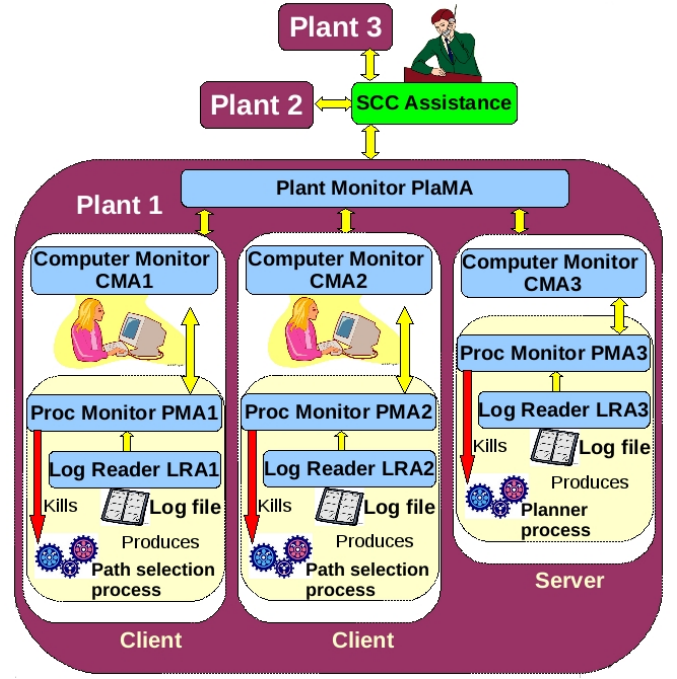 Plant 3
Plant 2
SCC Assistance
Plant Monitor PlaMA
Plant 1
Computer Monitor
CMA1
Proc Monitor PMA1
Log Reader LRA1
Kills
Log file
Produces
Path selection
process
Client
Computer Monitor
CMA2
Proc Monitor PMA2
Log Reader LRA2
Kills
Log file
Produces
Path selection
process
Client
Computer Monitor
CMA3
Proc Monitor PMA3
Log Reader LRA3
Kills
Log file
Produces
Planner
process
Server